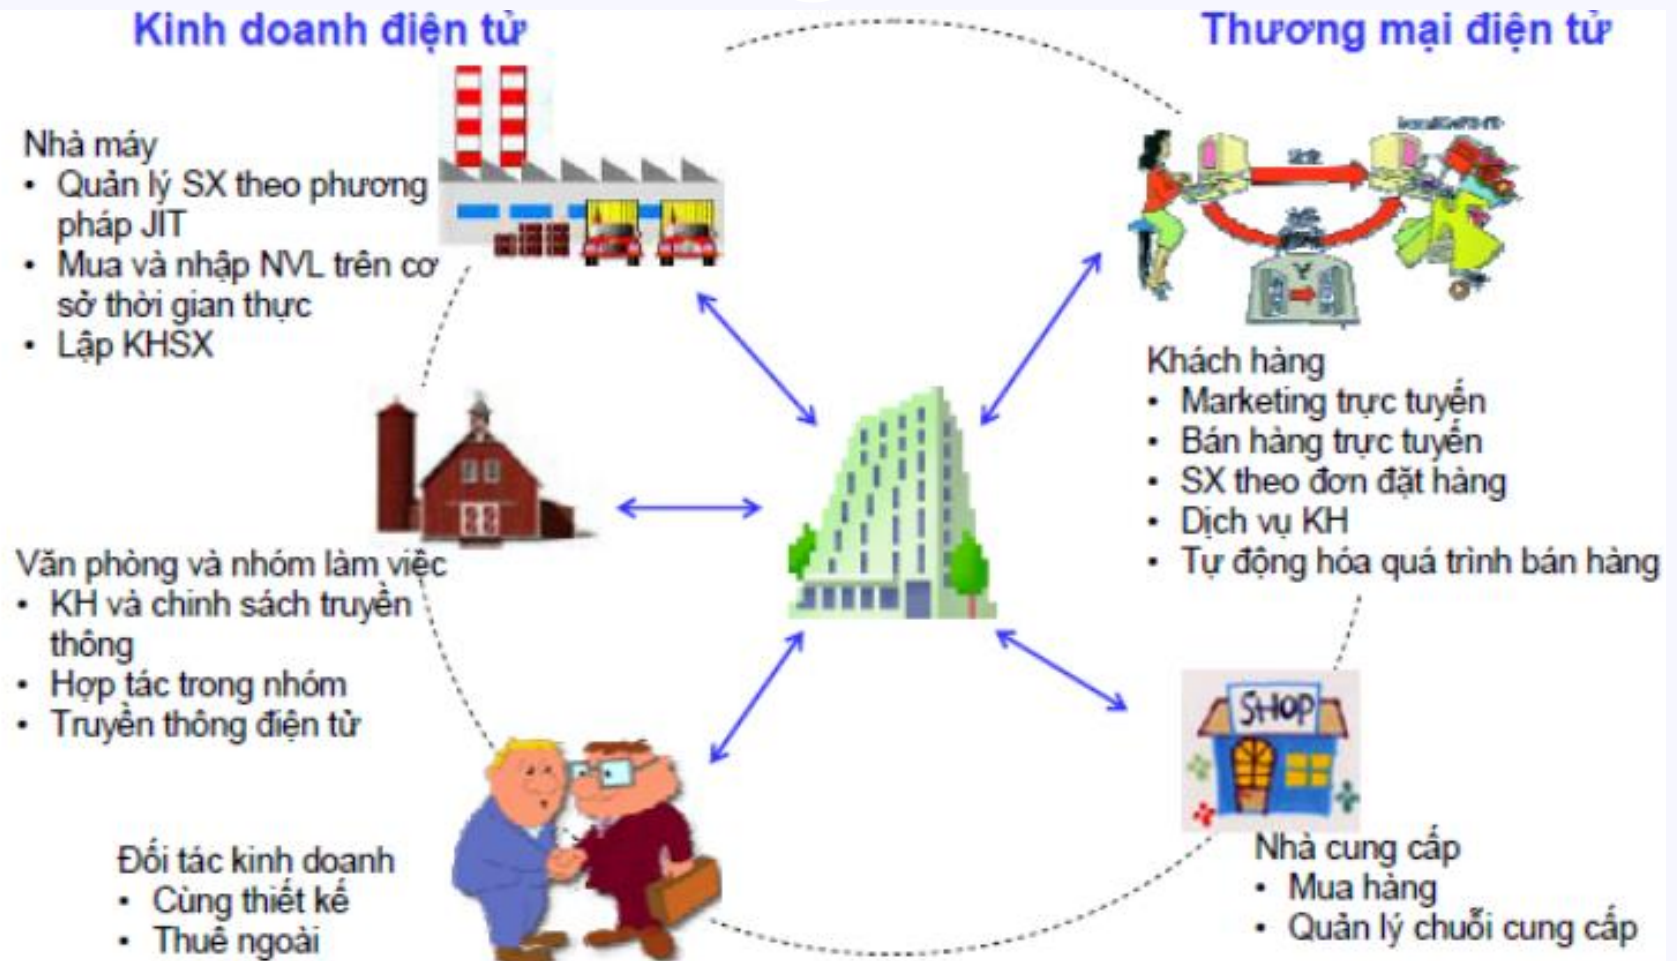 Kinh doanh điện tử
Thương mại điện tử
Nhà máy
• Quản lý SX theo phương
pháp JIT
• Mua và nhập NVL trên cơ
sở thời gian thực
• Lập KHSX
Khách hàng
• Marketing trực tuyến
• Bán hàng trực tuyến
• SX theo đơn đặt hàng
• Dịch vụ KH
• Tự động hóa quá trình bán hàng
Văn phòng và nhóm làm việc
• KH và chinh sách truyền
thông
• Hợp tác trong nhóm
• Truyền thông điện tử
SHOP
Đối tác kinh doanh
• Cùng thiết kế
• Thuê ngoài
Nhà cung cấp
• Mua hàng
• Quản lý chuỗi cung cấp